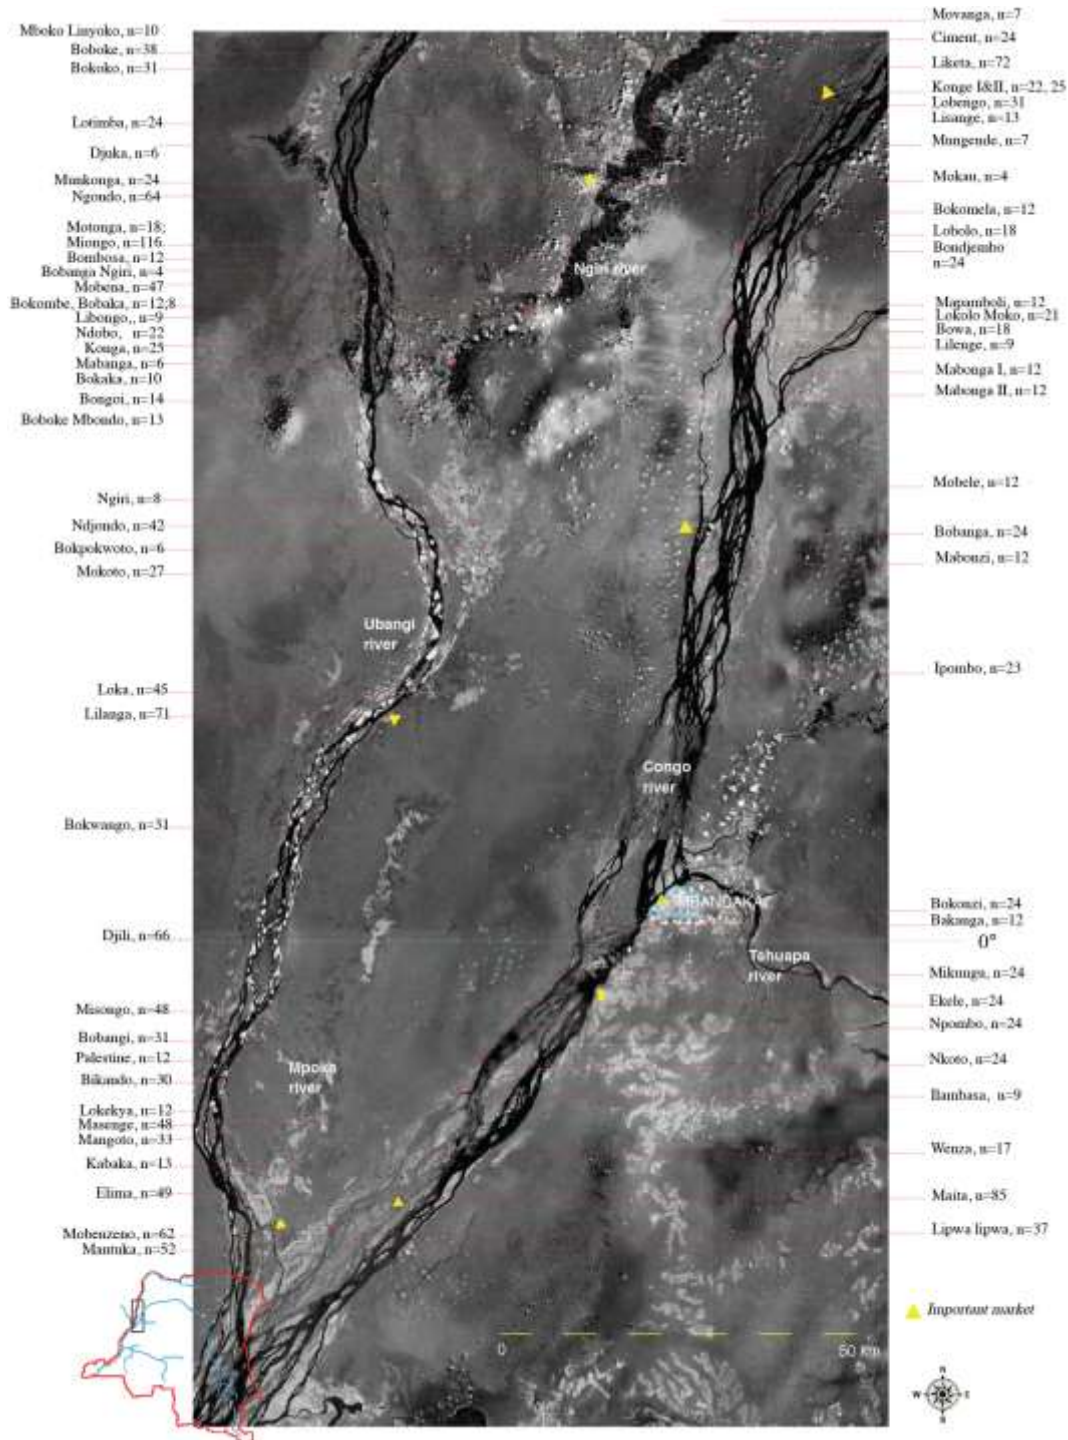 Mboko Linyoko, n=10
Boboke, n=38
Bokoko, n=31
Lotimba, n=24
Djuka, n=6
Munkonga, n=24
Ngondo, n=64
Motonga, n=18;
Miongo, n=116
Bombosa, n=12
Bobanga Ngiri, n=4
Mobena, n=47
Bokombe, Bobaka, n=12;8
Libongo,, n=9
Ndobo, n=22
Konga, n=25
Mabanga, n=6
Bokaka, n=10
Bongoi, n=14
Boboke Mbondo, n=13
Ngiri, n=8
Ndjondo, n=42
Bokpokwoto, n=6
Mokoto, n=27
Loka, n=45
Lilanga, n=71
Bokwango, n=31
Djili, n=66
Misongo, n=48
Bobangi, n=31
Palestine, n=12
Bikando, n=30
Lokekya, n=12
Masenge, n=48
Mangoto, n=33
Kabaka, n=13
Elima, n=49
Mobenzeno, n=62
Mantuka, n=52
Ngiri river
Ubangi
river
Congo
river
MBANDAKA
Tshuapa
river
Mpoka
river
0
50 Km
Movanga, n=7
Ciment, n=24
Liketa, n=72
Konge I&II, n=22, 25
Lobengo, n=31
Lisange, n=13
Mungende, n=7
Mokau, n=4
Bokomela, n=12
Lobolo, n=18
Bondjembo
n=24
Mapamboli, n=12
Lokolo Moko, n=21
Bowa, n=18
Lilenge, n=9
Mabonga I, n=12
Mabonga II, n=12
Mobele, n=12
Bobanga, n=24
Mabonzi, n=12
Ipombo, n=23
Bokonzi, n=24
Bakanga, n=12
0°
Mikungu, n=24
Ekele, n=24
Npombo, n=24
Nkoto, n=24
Ilambasa, n=9
Wenza, n=17
Maita, n=85
Lipwa lipwa, n=37
Important market
N
W E
S